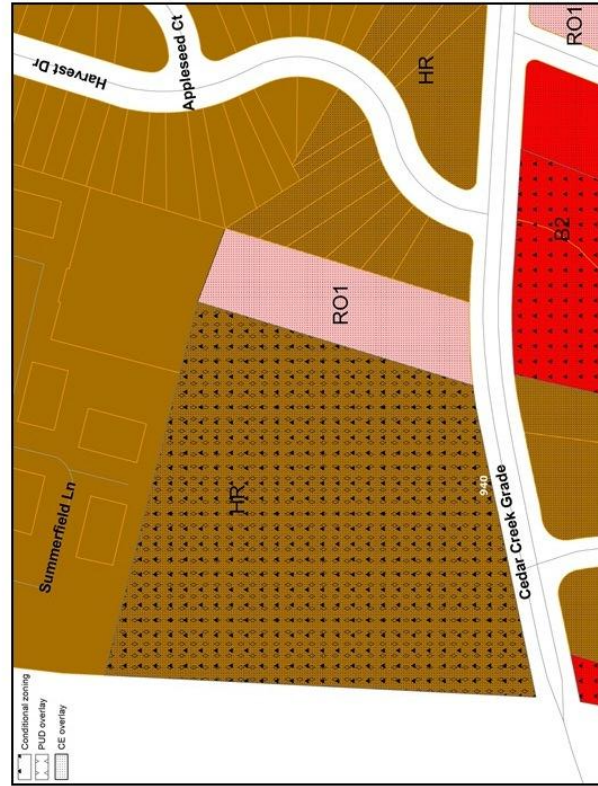 Harvest Dr
Appleseed Ct
HR
RO1
RO1
B2
HR
940
Summerfield Ln
Cedar Creek Grade
Conditional zoning
PUD overlay
CE overlay